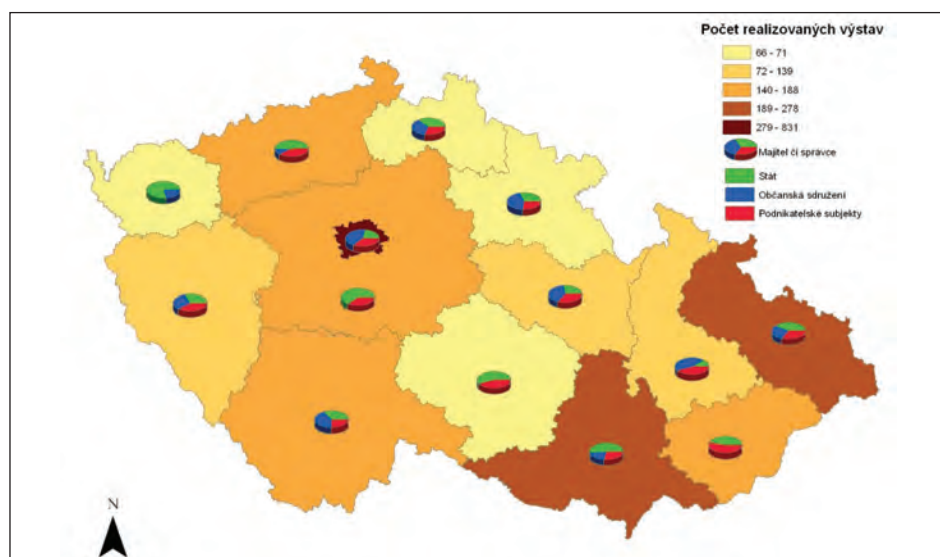 Počet realizovaných výstav
66 - 71
72 - 139
140 - 188
189 - 278
279 - 831
Majitel či správce
Stát
Občanská sdružení
Podnikatelské subjekty
N